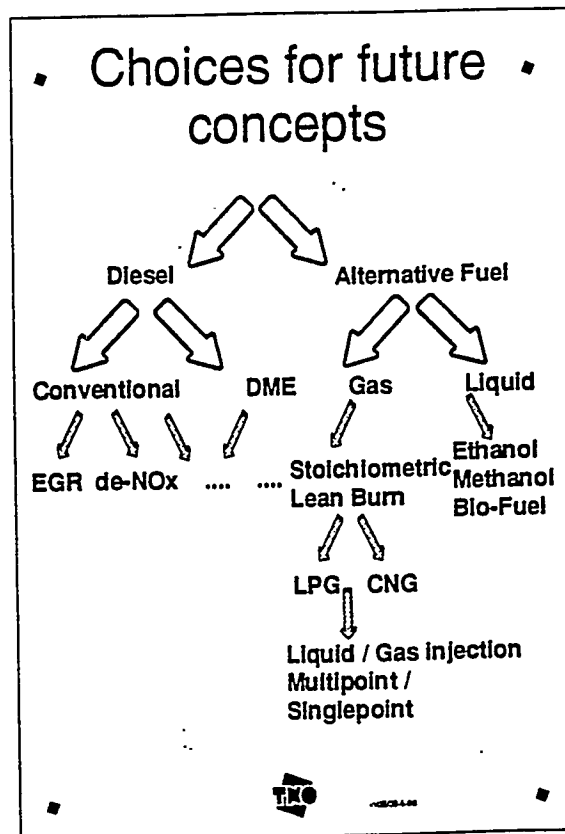 Choices for future
concepts
Diesel
Alternative Fuel
Conventional
DME
Gas
Liquid
EGR de-NOx .... ....
Stoichiometric
Lean Burn
Ethanol
Methanol
Bio-Fuel
LPG
CNG
Liquid / Gas injection
Multipoint /
Singlepoint
TNO